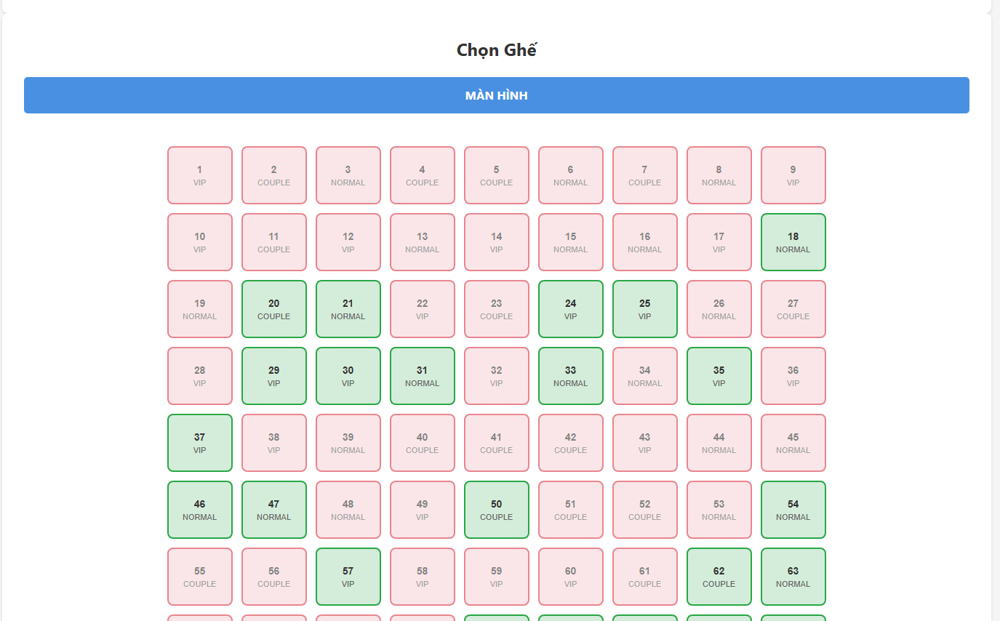 Chọn Ghế
MÀN HÌNH
1 2 3 4 5 6 7 8 9
VIP COUPLE NORMAL COUPLE COUPLE NORMAL COUPLE NORMAL VIP
10 11 12 13 14 15 16 17 18
VIP COUPLE VIP NORMAL VIP NORMAL NORMAL VIP NORMAL
19 20 21 22 23 24 25 26 27
NORMAL COUPLE NORMAL VIP COUPLE VIP VIP NORMAL COUPLE
28 29 30 31 32 33 34 35 36
VIP VIP VIP NORMAL VIP NORMAL NORMAL VIP VIP
37 38 39 40 41 42 43 44 45
VIP VIP NORMAL COUPLE COUPLE COUPLE VIP NORMAL NORMAL
46 47 48 49 50 51 52 53 54
NORMAL NORMAL NORMAL VIP COUPLE COUPLE COUPLE NORMAL NORMAL
55 56 57 58 59 60 61 62 63
COUPLE COUPLE VIP VIP VIP VIP COUPLE COUPLE NORMAL